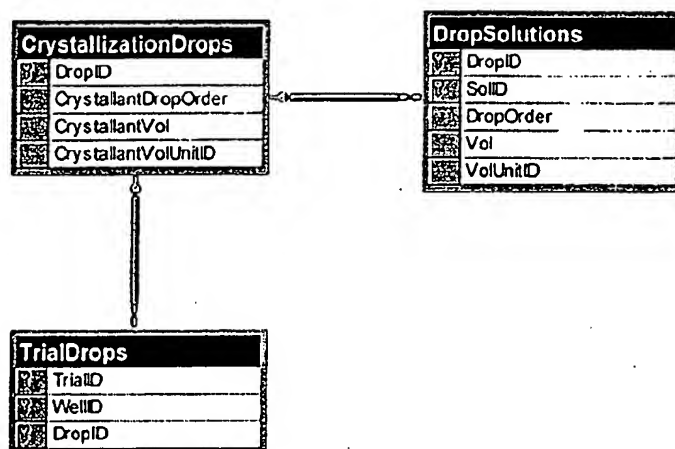 CrystallizationDrops
DropID
CrystallantDropOrder
CrystallantVol
CrystallantVolUnitID
DropSolutions
DropID
SolID
DropOrder
Vol
VolUnitID
TrialDrops
TrialID
WellID
DropID